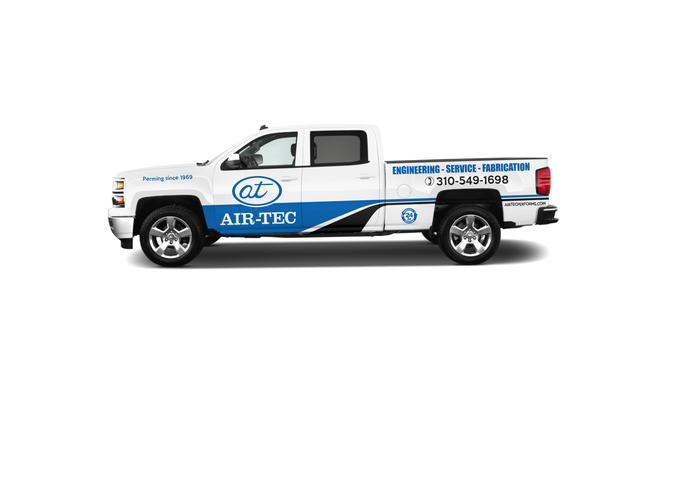 Perming since 1969
at
AIR-TEC
ENGINEERING - SERVICE - FABRICATION
310-549-1698
24
AIRTECPERFORMS.COM